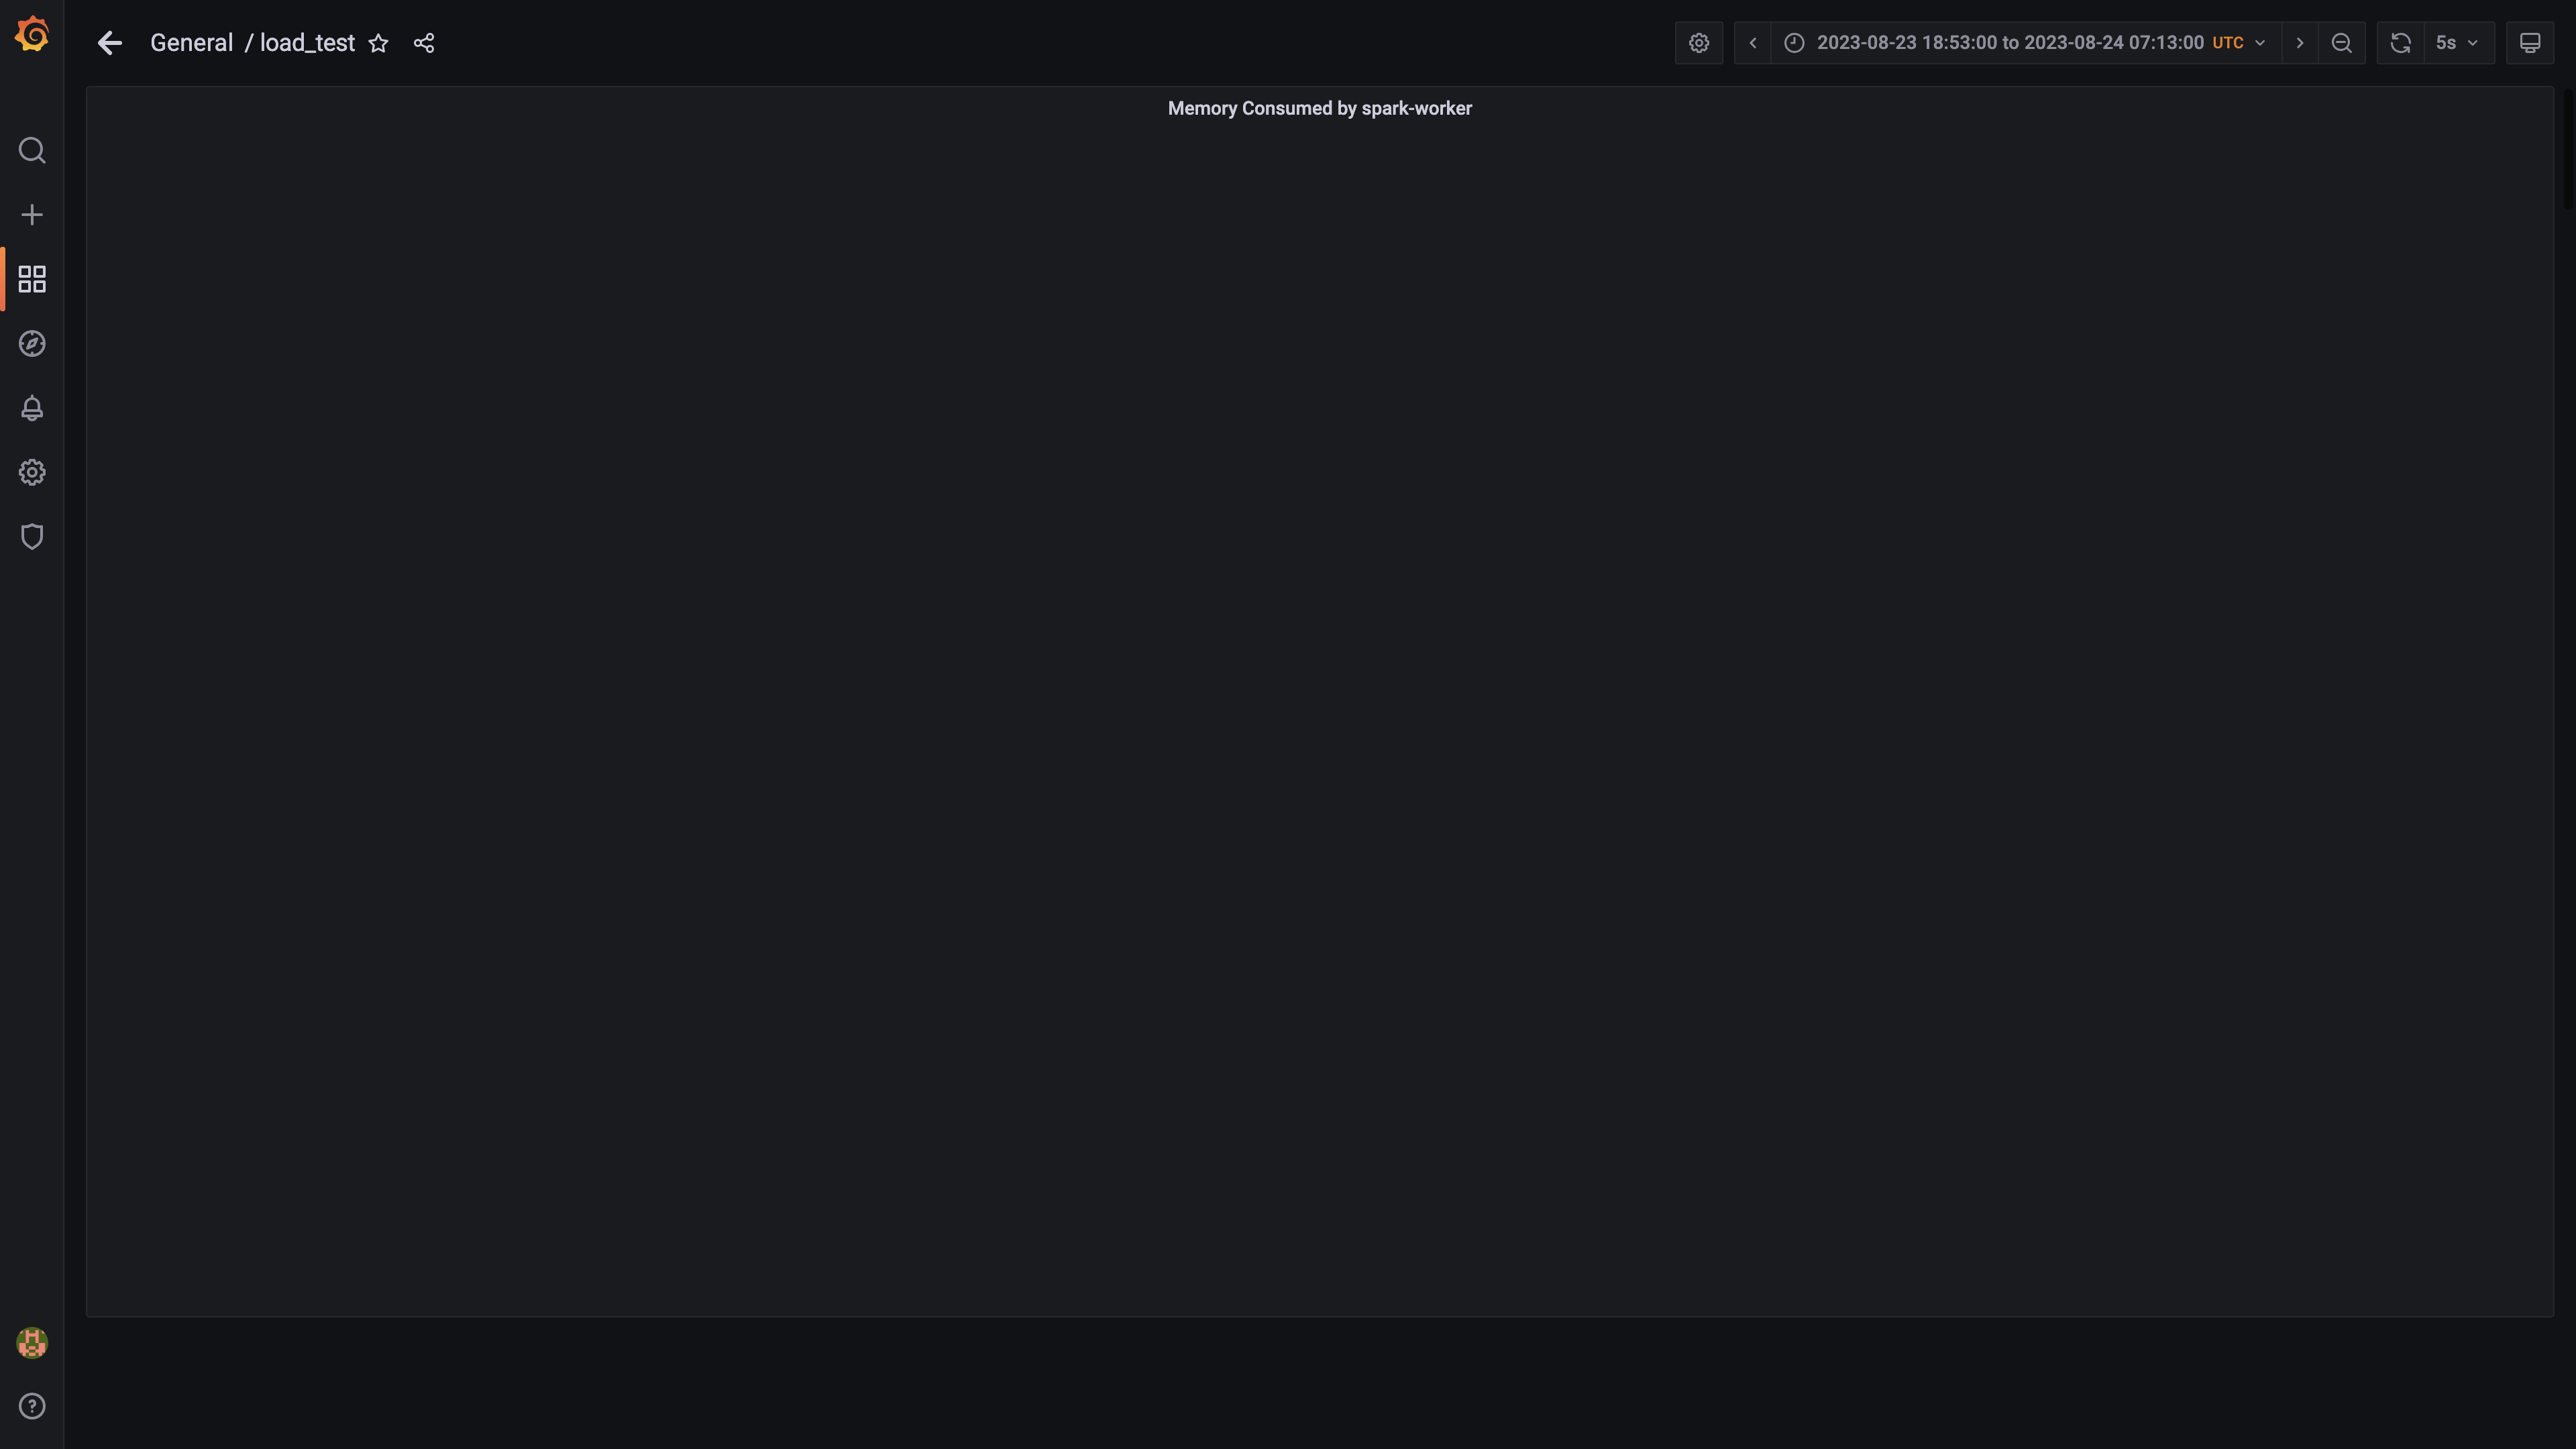 General / load_test
2023-08-23 18:53:00 to 2023-08-24 07:13:00 UTC
5s
Memory Consumed by spark-worker